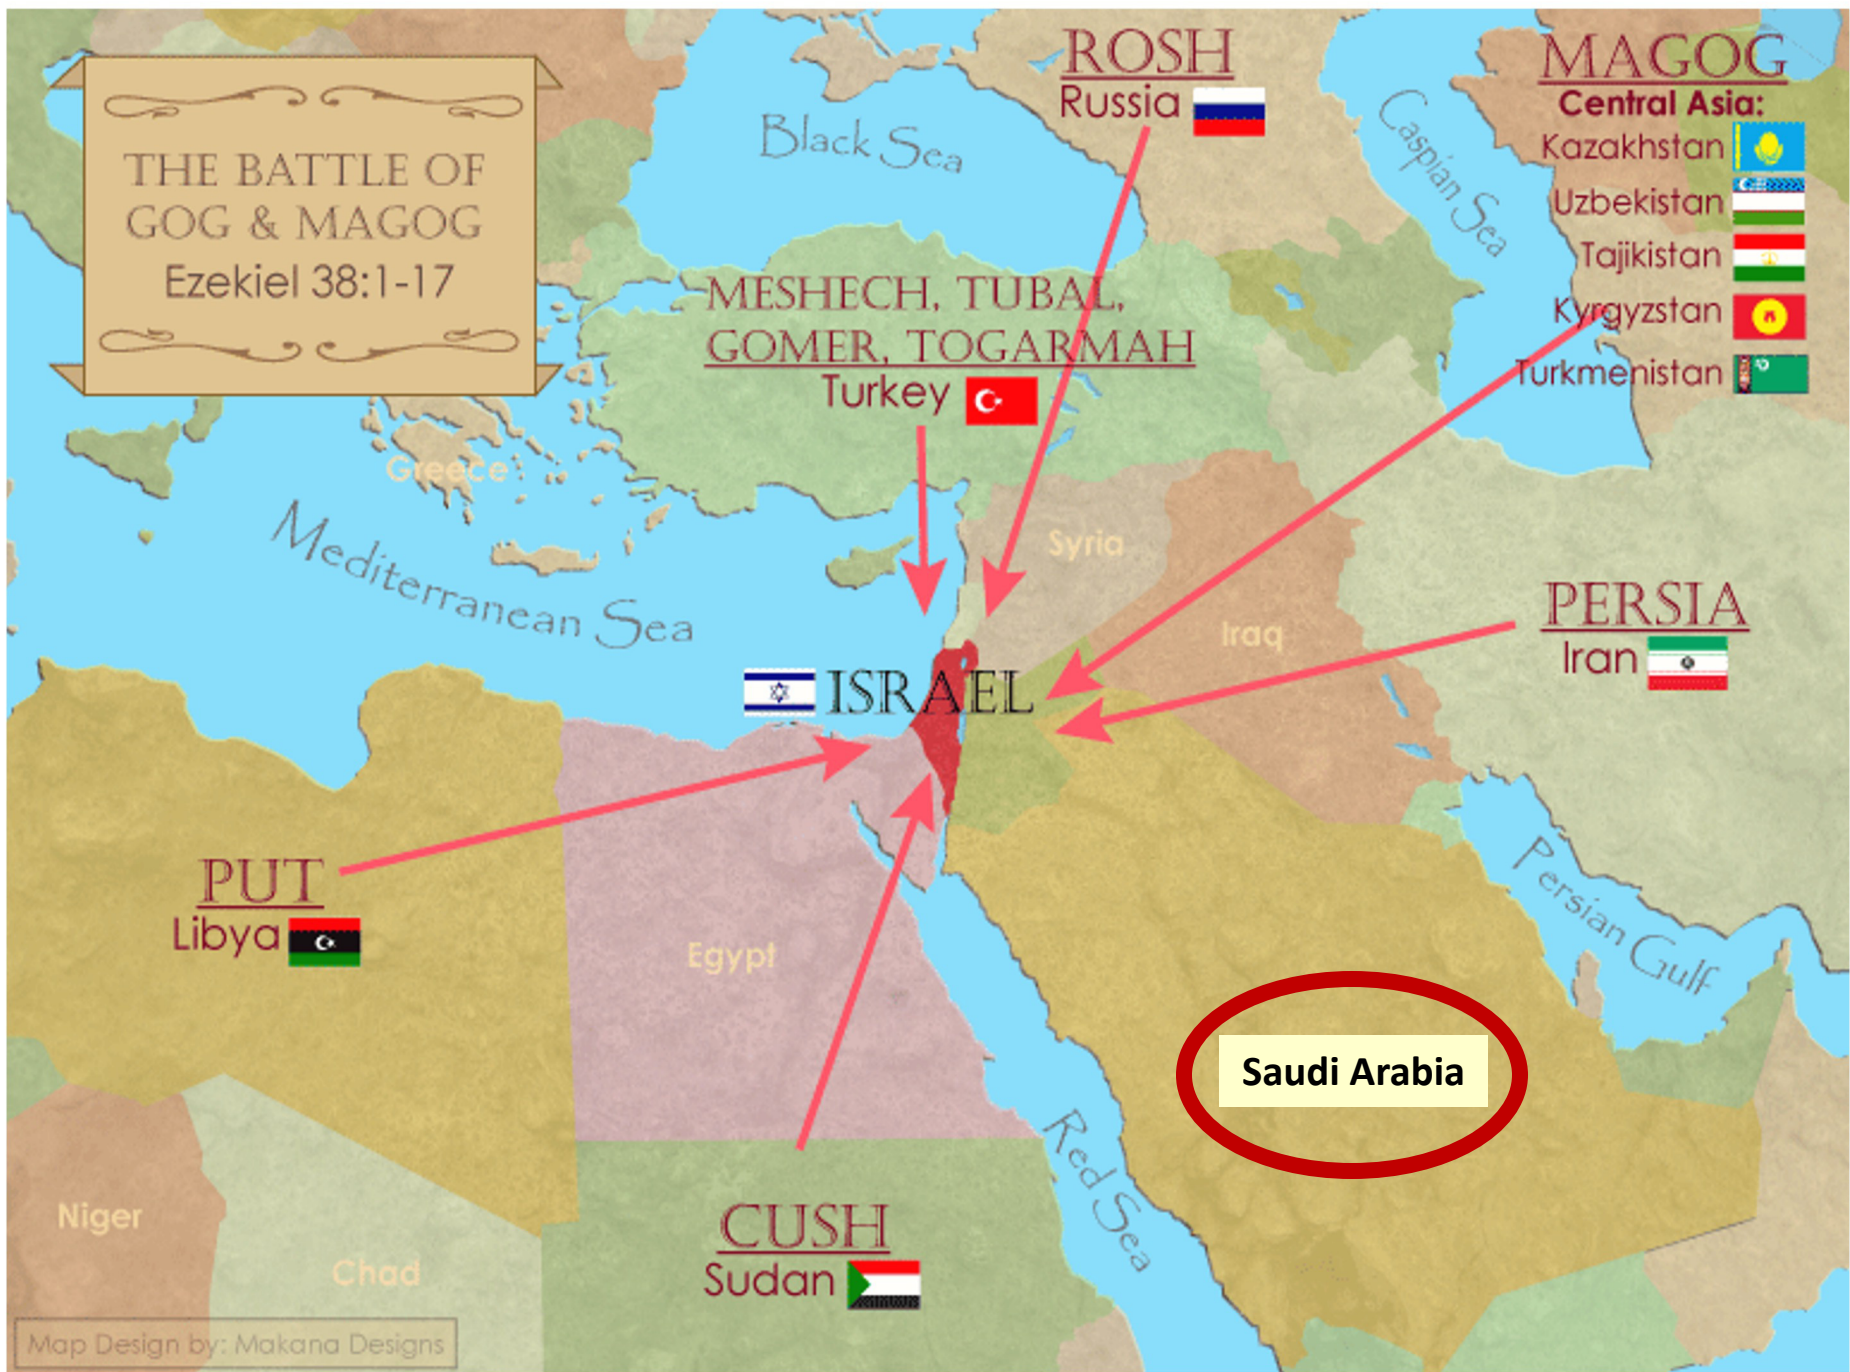 THE BATTLE OF
GOG & MAGOG
Ezekiel 38:1-17
ROSH
Russia
MAGOG
Central Asia:
Kazakhstan
Uzbekistan
Tajikistan
Kyrgyzstan
Turkmenistan
Black Sea
Caspian Sea
MESHECH, TUBAL,
GOMER, TOGARMAH
Turkey
Greece
Mediterranean Sea
Syria
Iraq
PERSIA
Iran
ISRAEL
PUT
Libya
Egypt
Persian Gulf
Saudi Arabia
Red Sea
Niger
Chad
CUSH
Sudan
Map Design by: Makana Designs